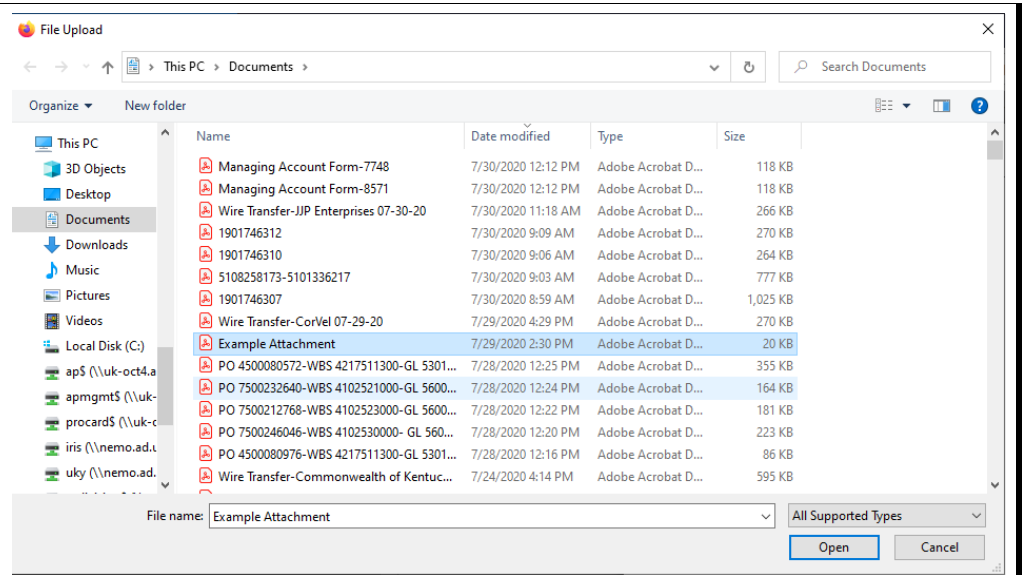 File Upload
This PC > Documents >
Search Documents
Organize
New folder
Name Date modified Type Size
This PC
3D Objects
Desktop
Documents
Downloads
Music
Pictures
Videos
Local Disk (C:)
ap$ (\\uk-oct4.a
apmgmt$ (\\uk-
procard$ (\\uk-c
iris (\\nemo.ad.u
uky (\\nemo.ad.
Managing Account Form-7748 7/30/2020 12:12 PM Adobe Acrobat D... 118 KB
Managing Account Form-8571 7/30/2020 12:12 PM Adobe Acrobat D... 118 KB
Wire Transfer-JJP Enterprises 07-30-20 7/30/2020 11:18 AM Adobe Acrobat D... 266 KB
1901746312 7/30/2020 9:09 AM Adobe Acrobat D... 270 KB
1901746310 7/30/2020 9:06 AM Adobe Acrobat D... 264 KB
5108258173-5101336217 7/30/2020 9:03 AM Adobe Acrobat D... 777 KB
1901746307 7/30/2020 8:59 AM Adobe Acrobat D... 1,025 KB
Wire Transfer-CorVel 07-29-20 7/29/2020 4:29 PM Adobe Acrobat D... 270 KB
Example Attachment 7/29/2020 2:30 PM Adobe Acrobat D... 20 KB
PO 4500080572-WBS 4217511300-GL 5301... 7/28/2020 12:25 PM Adobe Acrobat D... 355 KB
PO 7500232640-WBS 4102521000-GL 5600... 7/28/2020 12:24 PM Adobe Acrobat D... 164 KB
PO 7500212768-WBS 4102523000-GL 5600... 7/28/2020 12:22 PM Adobe Acrobat D... 181 KB
PO 7500246046-WBS 4102530000- GL 560... 7/28/2020 12:20 PM Adobe Acrobat D... 223 KB
PO 4500080976-WBS 4217511300-GL 5301... 7/28/2020 12:16 PM Adobe Acrobat D... 86 KB
Wire Transfer-Commonwealth of Kentuc... 7/24/2020 4:14 PM Adobe Acrobat D... 595 KB
File name: Example Attachment
All Supported Types
Open
Cancel